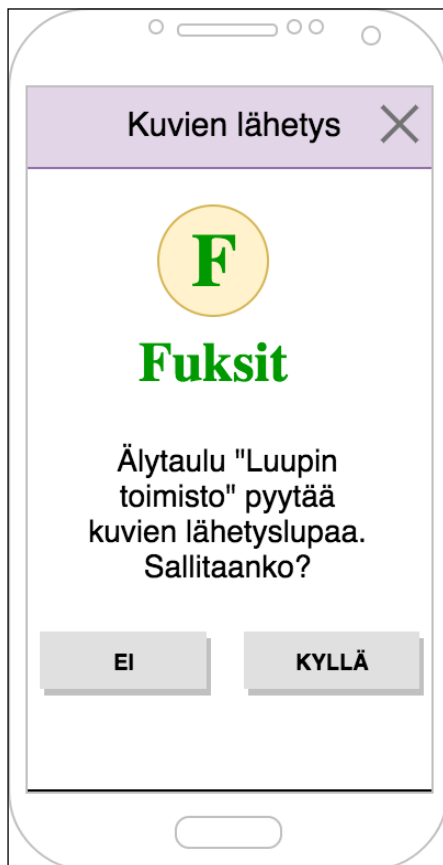 Kuvien lähetys
F
Fuksit
Älytaulu "Luupin
toimisto" pyytää
kuvien lähetyslupaa.
Sallitaanko?
EI
KYLLÄ